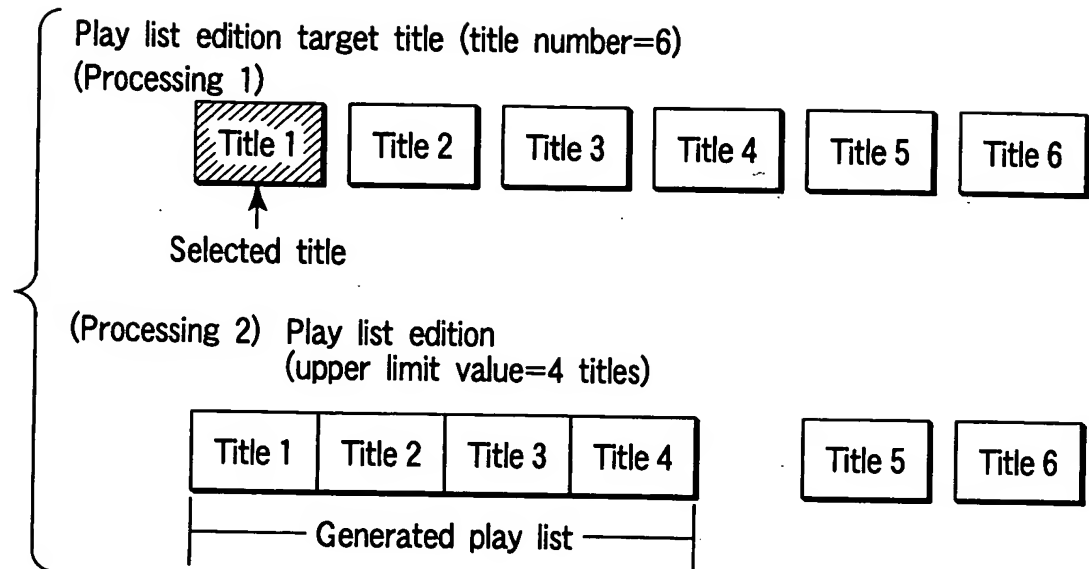 Play list edition target title (title number=6)
(Processing 1)
Title 1 Title 2 Title 3 Title 4 Title 5 Title 6
Selected title
(Processing 2) Play list edition
(upper limit value=4 titles)
Title 1 Title 2 Title 3 Title 4 Title 5 Title 6
Generated play list